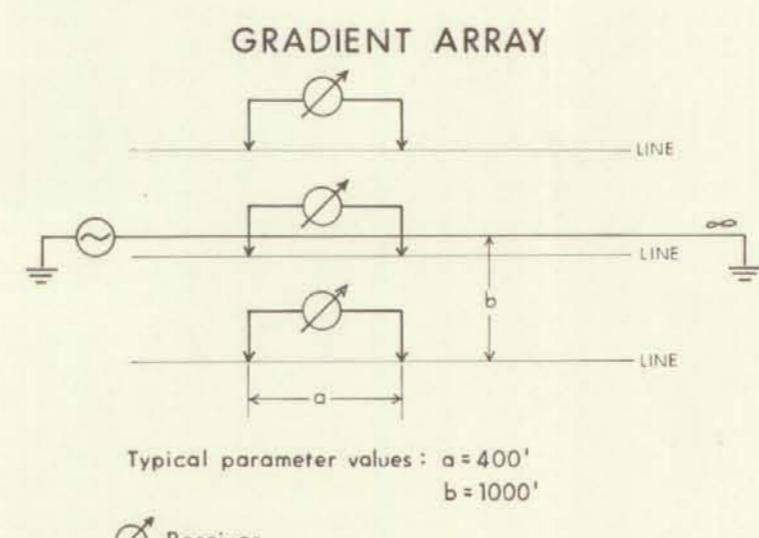 GRADIENT ARRAY
LINE
∞
LINE
b
LINE
a
Typical parameter values : a = 400'
b = 1000'
Receiver